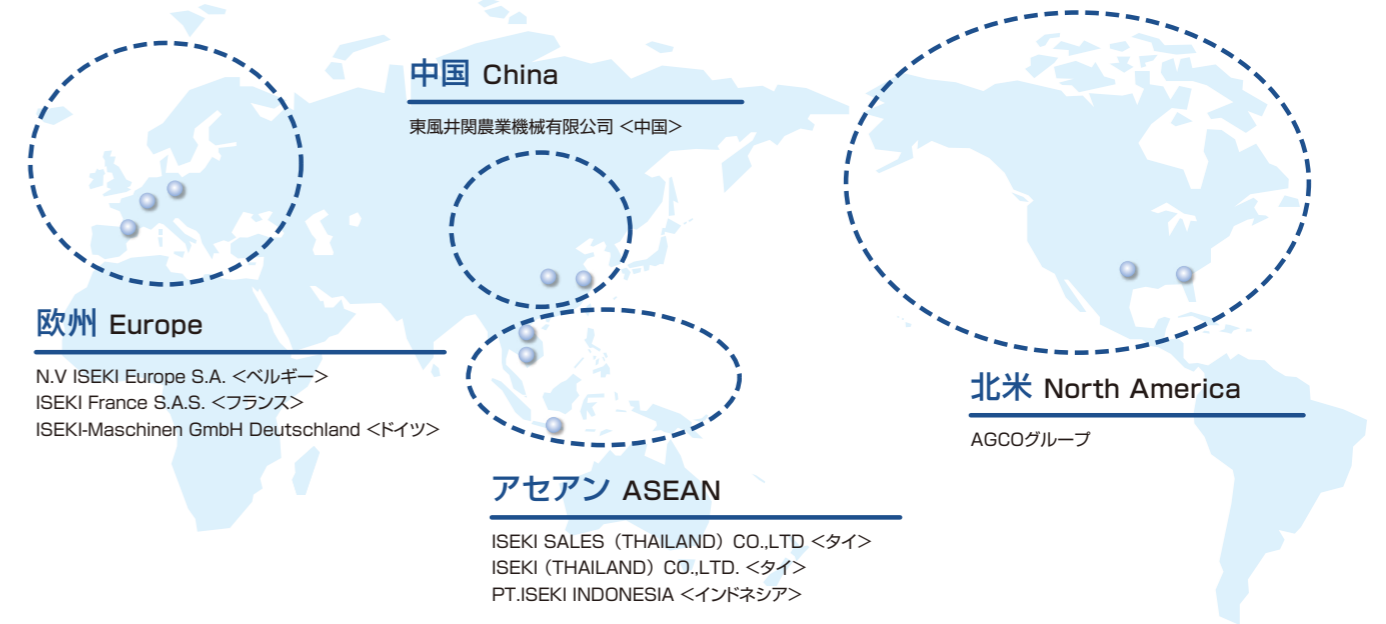 中国 China
東風井関農業機械有限公司 <中国>
欧州 Europe
N.V ISEKI Europe S.A. <ベルギー>
ISEKI France S.A.S. <フランス>
ISEKI-Maschinen GmbH Deutschland <ドイツ>
アセアン ASEAN
ISEKI SALES（THAILAND）CO.,LTD <タイ>
ISEKI（THAILAND）CO.,LTD. <タイ>
PT.ISEKI INDONESIA <インドネシア>
北米 North America
AGCOグループ